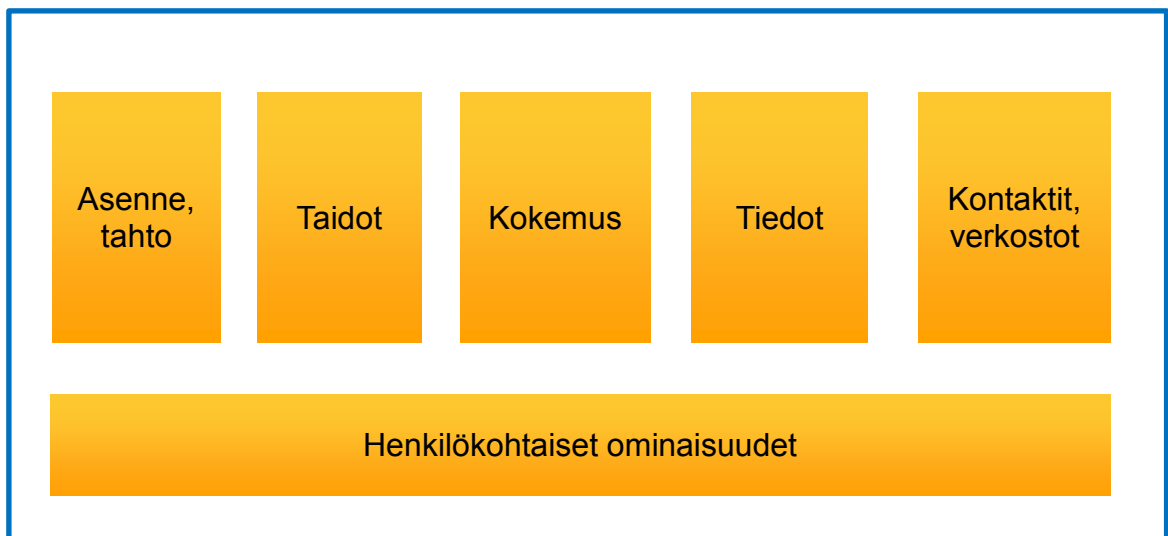 Asenne,
tahto
Taidot
Kokemus
Tiedot
Kontaktit,
verkostot
Henkilökohtaiset ominaisuudet